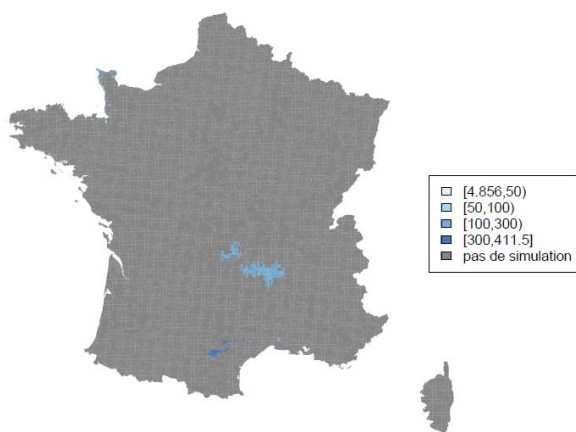 [4.856,50)
[50,100)
[100,300)
[300,411.5]
pas de simulation